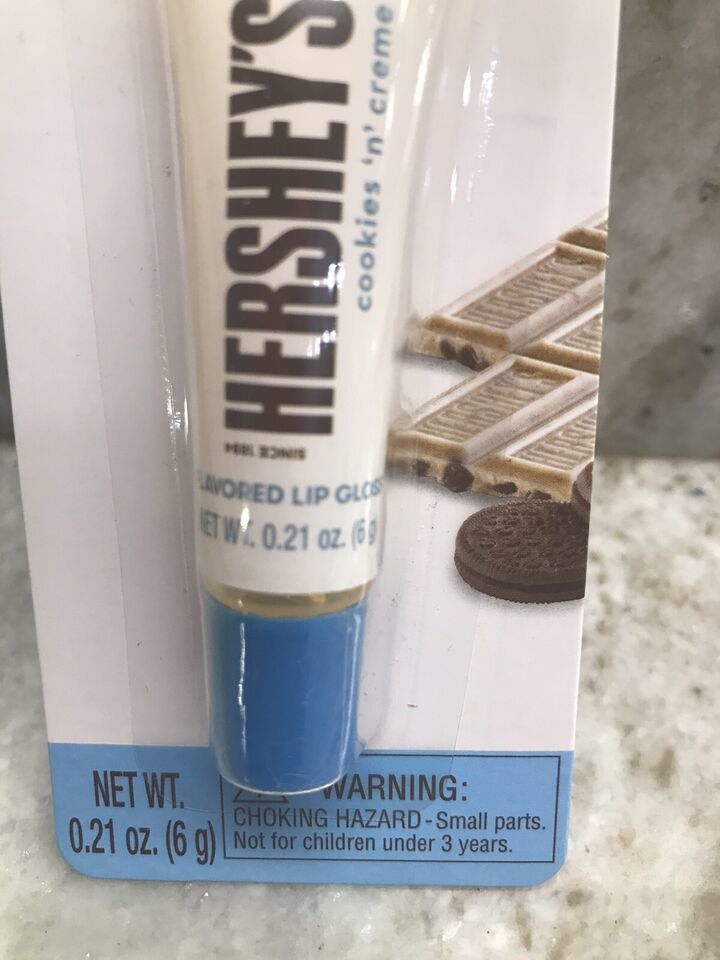 HERSHEY'S
cookies 'n' creme
SINCE 1894
LAVORED LIP GLOSS
NET WT. 0.21 oz. (6 g)
HERSHEY'S
NET WT.
0.21 oz. (6 g)
WARNING:
CHOKING HAZARD - Small parts.
Not for children under 3 years.